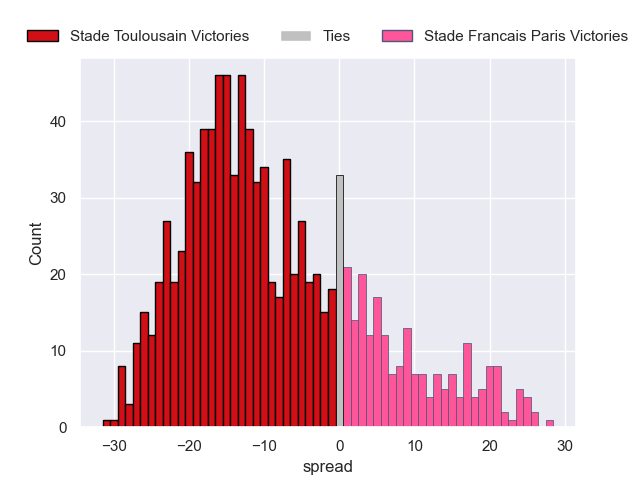 Stade Toulousain Victories Ties Stade Francais Paris Victories
40
30
20
10
0
Count
−30 −20 −10 0 10 20 30
spread